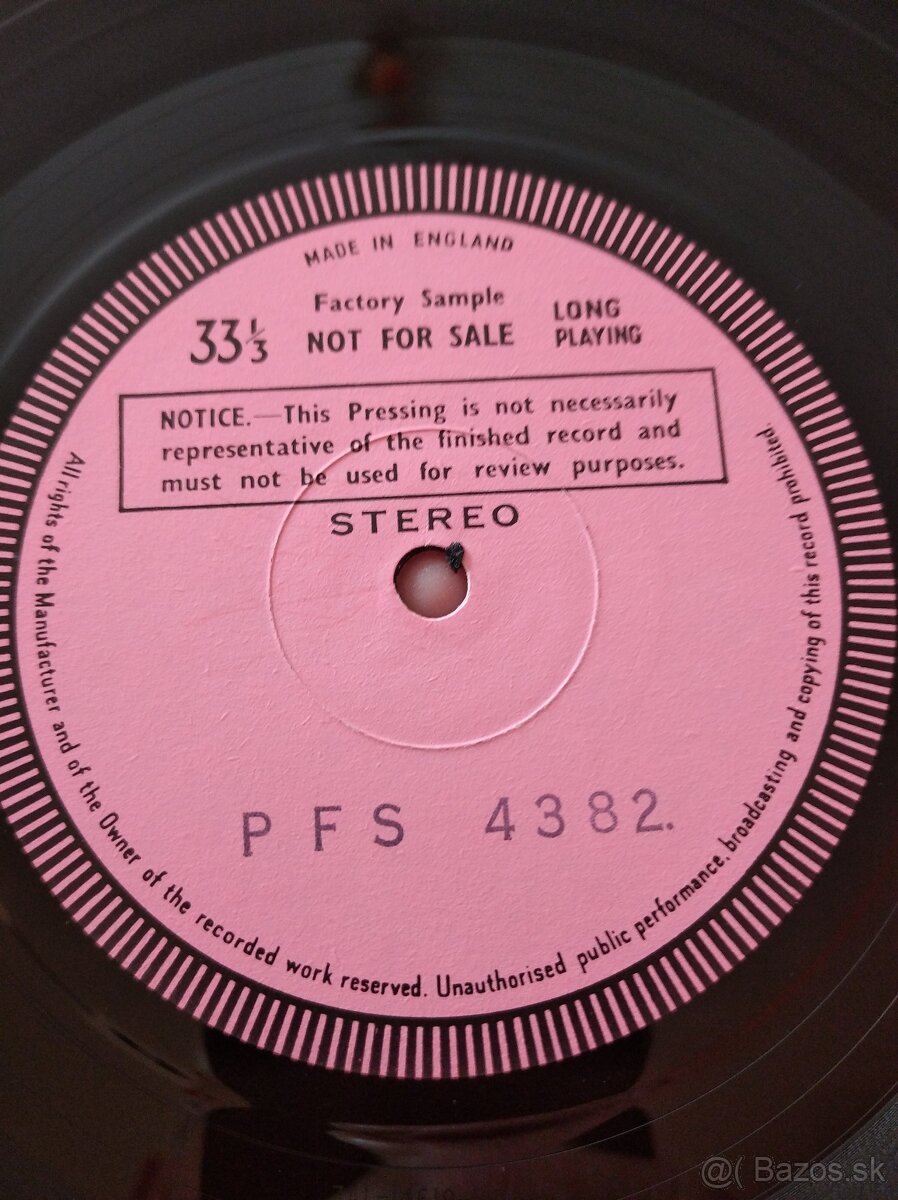 MADE IN ENGLAND
Factory Sample
33⅓ NOT FOR SALE LONG PLAYING
NOTICE.—This Pressing is not necessarily
representative of the finished record and
must not be used for review purposes.
STEREO
PFS 4382.
All rights of the Manufacturer and of the Owner of the recorded work reserved. Unauthorised public performance, broadcasting and copying of this record prohibited.
@( Bazos.sk